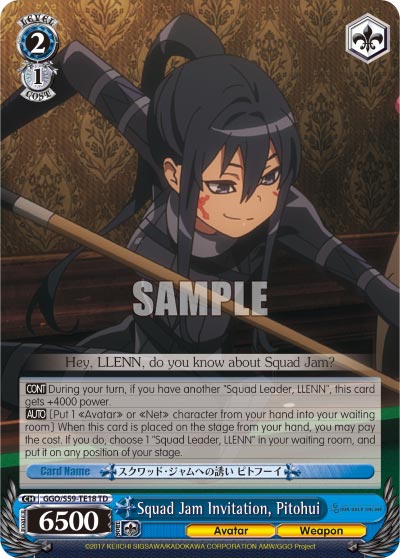 LEVEL
2
1
COST
SAMPLE
Hey, LLENN, do you know about Squad Jam?
CONT During your turn, if you have another "Squad Leader, LLENN", this card
gets +4000 power.
AUTO [Put 1 «Avatar» or «Net» character from your hand into your waiting
room] When this card is placed on the stage from your hand, you may pay
the cost. If you do, choose 1 "Squad Leader, LLENN" in your waiting room, and
put it on any position of your stage.
Card Name スクワッド・ジャムへの誘い ピトフーイ
CH GGO/S59-TE18 TD
Squad Jam Invitation, Pitohui
POWER 6500
Avatar Weapon
©2017 KEIICHI SIGSAWA/KADOKAWA CORPORATION AMW/GGO Project